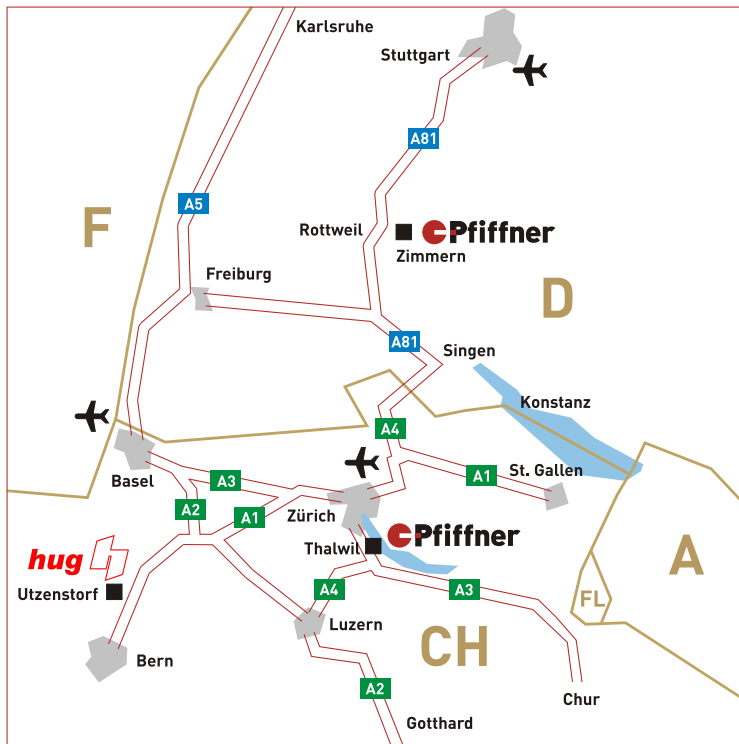 Karlsruhe
Stuttgart
A81
A5
F
Rottweil
Pfiffner
Zimmern
Freiburg
D
A81
Singen
Konstanz
A4
Basel
A3
A1
St. Gallen
A2
A1
Zürich
Pfiffner
hug
Thalwil
A
Utzenstorf
A4
A3
FL
Luzern
CH
Bern
A2
Chur
Gotthard